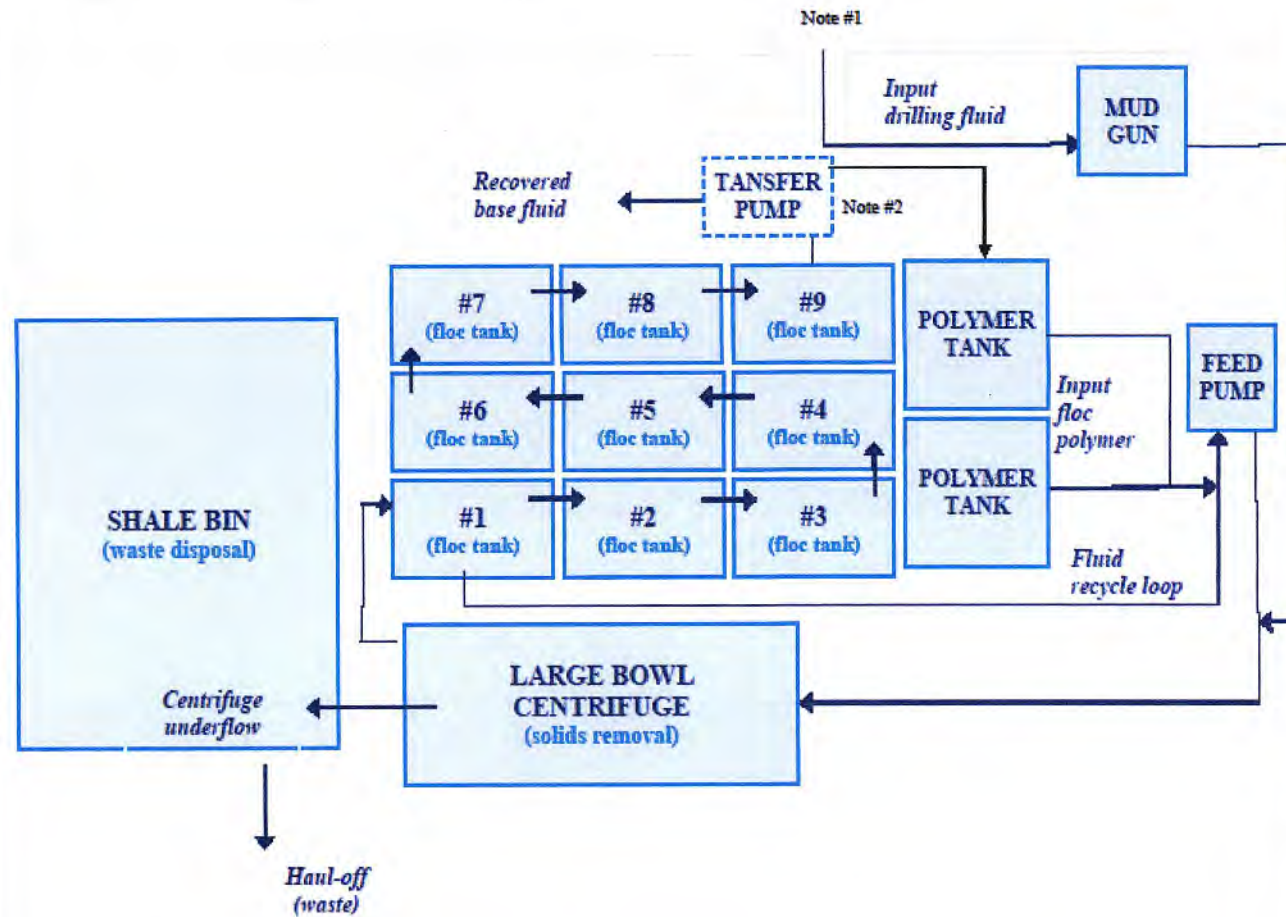 Note #1
Input
drilling fluid
MUD
GUN
Recovered
base fluid
TANSFER
PUMP
Note #2
#7
(floc tank)
#8
(floc tank)
#9
(floc tank)
POLYMER
TANK
FEED
PUMP
#6
(floc tank)
#5
(floc tank)
#4
(floc tank)
Input
floc
polymer
SHALE BIN
(waste disposal)
#1
(floc tank)
#2
(floc tank)
#3
(floc tank)
POLYMER
TANK
Fluid
recycle loop
LARGE BOWL
CENTRIFUGE
(solids removal)
Centrifuge
underflow
Haul-off
(waste)